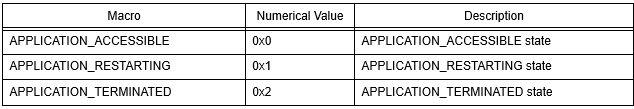 Macro Numerical Value Description
APPLICATION_ACCESSIBLE 0x0 APPLICATION_ACCESSIBLE state
APPLICATION_RESTARTING 0x1 APPLICATION_RESTARTING state
APPLICATION_TERMINATED 0x2 APPLICATION_TERMINATED state